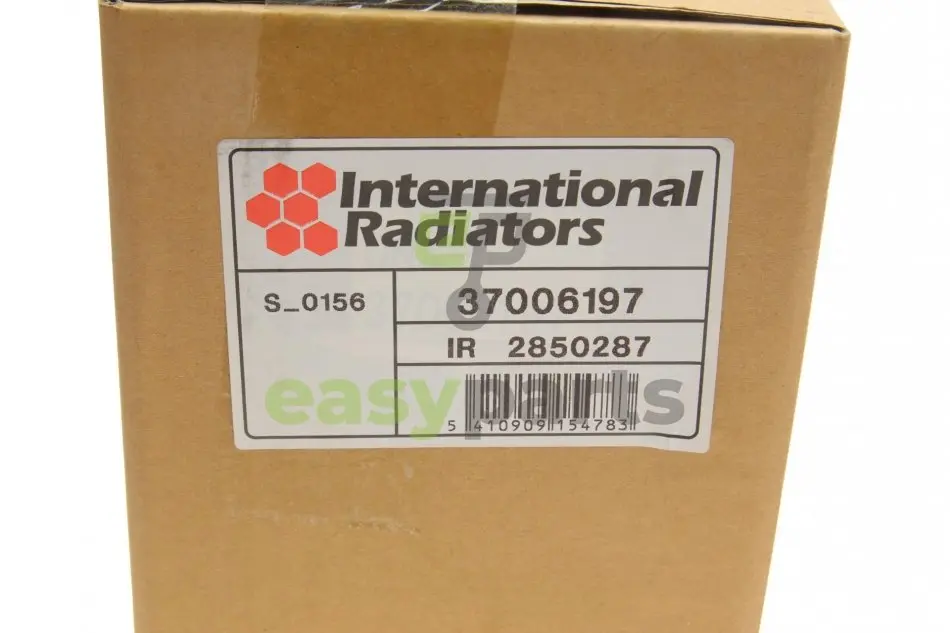 International
Radiators
S_0156
37006197
IR 2850287
easyparts
5 410909 154783